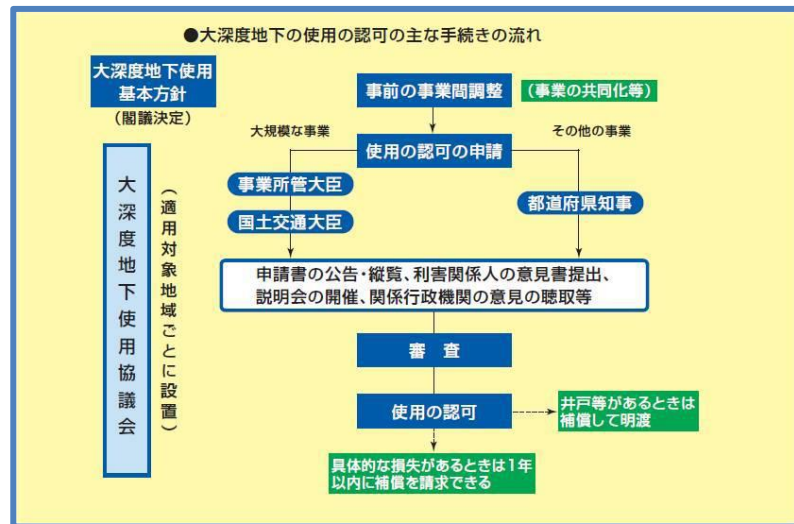 ●大深度地下の使用の認可の主な手続きの流れ
大深度地下使用
基本方針
(閣議決定)
大深度地下使用協議会
(適用対象地域ごとに設置)
事前の事業間調整
(事業の共同化等)
大規模な事業
その他の事業
使用の認可の申請
事業所管大臣
国土交通大臣
都道府県知事
申請書の公告・縦覧、利害関係人の意見書提出、
説明会の開催、関係行政機関の意見の聴取等
審 査
使用の認可
井戸等があるときは
補償して明渡
具体的な損失があるときは1年
以内に補償を請求できる